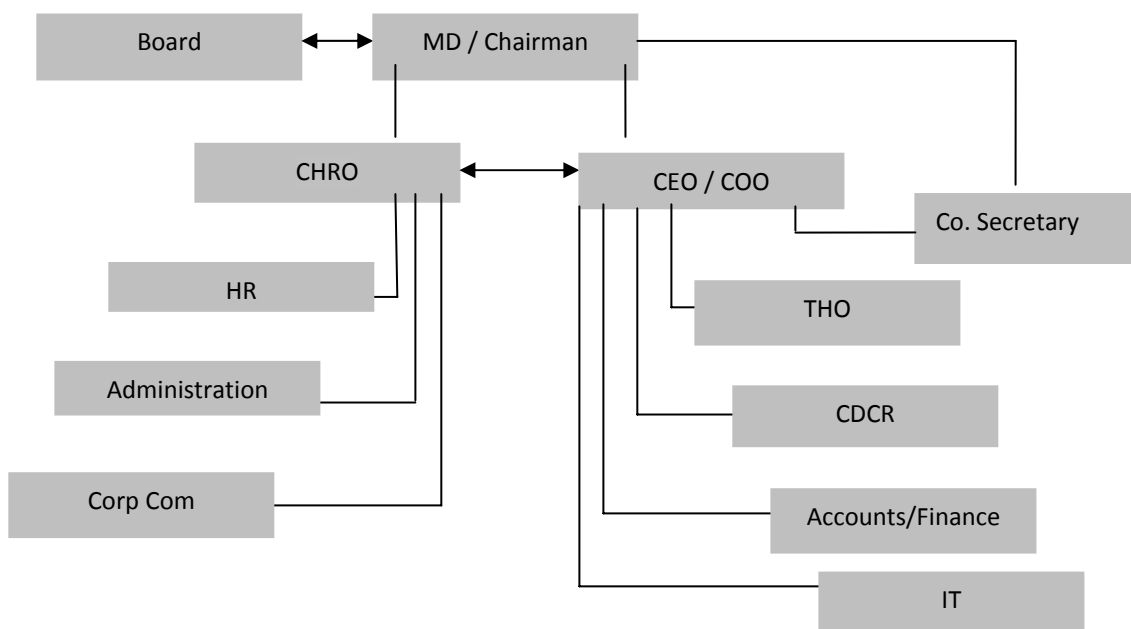 Board
MD / Chairman
CHRO
CEO / COO
Co. Secretary
HR
THO
Administration
CDCR
Corp Com
Accounts/Finance
IT